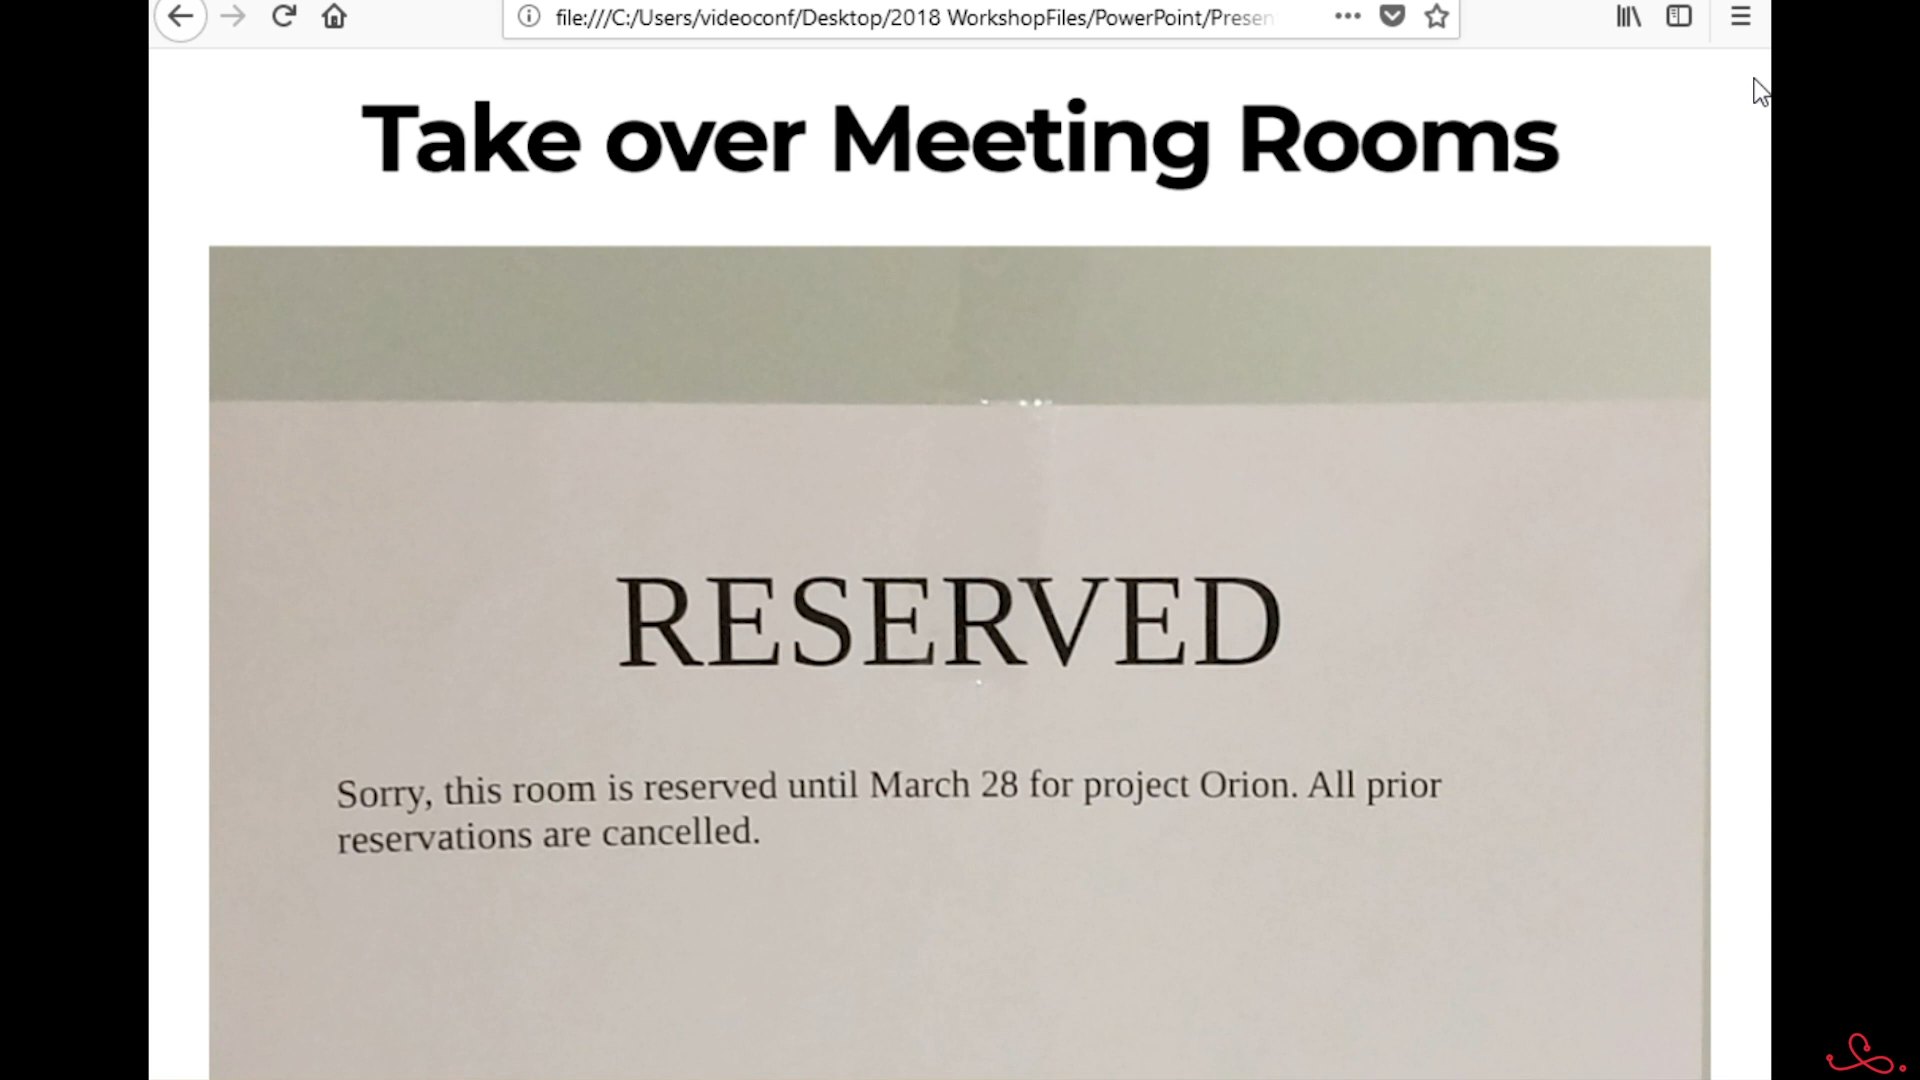 file:///C:/Users/videoconf/Desktop/2018 WorkshopFiles/PowerPoint/Presen
Take over Meeting Rooms
RESERVED
Sorry, this room is reserved until March 28 for project Orion. All prior
reservations are cancelled.